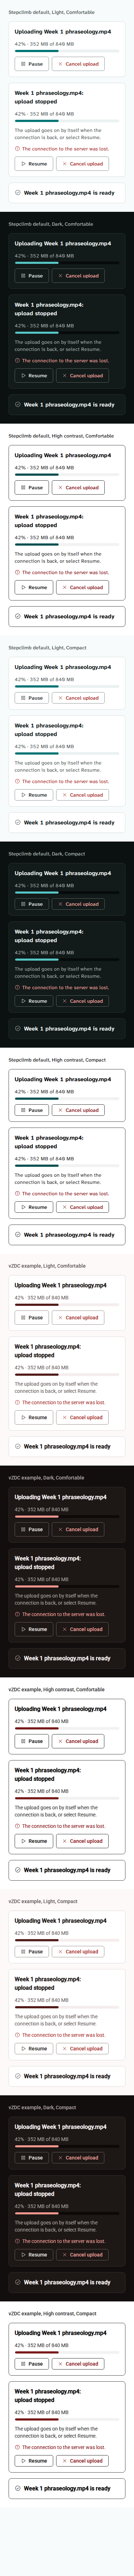 Stepclimb default, Light, Comfortable
Uploading Week 1 phraseology.mp4
42% · 352 MB of 840 MB
Pause
Cancel upload
Week 1 phraseology.mp4:
upload stopped
42% · 352 MB of 840 MB
The upload goes on by itself when the
connection is back, or select Resume.
The connection to the server was lost.
Resume
Cancel upload
Week 1 phraseology.mp4 is ready
Stepclimb default, Dark, Comfortable
Uploading Week 1 phraseology.mp4
42% · 352 MB of 840 MB
Pause
Cancel upload
Week 1 phraseology.mp4:
upload stopped
42% · 352 MB of 840 MB
The upload goes on by itself when the
connection is back, or select Resume.
The connection to the server was lost.
Resume
Cancel upload
Week 1 phraseology.mp4 is ready
Stepclimb default, High contrast, Comfortable
Uploading Week 1 phraseology.mp4
42% · 352 MB of 840 MB
Pause
Cancel upload
Week 1 phraseology.mp4:
upload stopped
42% · 352 MB of 840 MB
The upload goes on by itself when the
connection is back, or select Resume.
The connection to the server was lost.
Resume
Cancel upload
Week 1 phraseology.mp4 is ready
Stepclimb default, Light, Compact
Uploading Week 1 phraseology.mp4
42% · 352 MB of 840 MB
Pause
Cancel upload
Week 1 phraseology.mp4:
upload stopped
42% · 352 MB of 840 MB
The upload goes on by itself when the
connection is back, or select Resume.
The connection to the server was lost.
Resume
Cancel upload
Week 1 phraseology.mp4 is ready
Stepclimb default, Dark, Compact
Uploading Week 1 phraseology.mp4
42% · 352 MB of 840 MB
Pause
Cancel upload
Week 1 phraseology.mp4:
upload stopped
42% · 352 MB of 840 MB
The upload goes on by itself when the
connection is back, or select Resume.
The connection to the server was lost.
Resume
Cancel upload
Week 1 phraseology.mp4 is ready
Stepclimb default, High contrast, Compact
Uploading Week 1 phraseology.mp4
42% · 352 MB of 840 MB
Pause
Cancel upload
Week 1 phraseology.mp4:
upload stopped
42% · 352 MB of 840 MB
The upload goes on by itself when the
connection is back, or select Resume.
The connection to the server was lost.
Resume
Cancel upload
Week 1 phraseology.mp4 is ready
vZDC example, Light, Comfortable
Uploading Week 1 phraseology.mp4
42% · 352 MB of 840 MB
Pause
Cancel upload
Week 1 phraseology.mp4:
upload stopped
42% · 352 MB of 840 MB
The upload goes on by itself when the
connection is back, or select Resume.
The connection to the server was lost.
Resume
Cancel upload
Week 1 phraseology.mp4 is ready
vZDC example, Dark, Comfortable
Uploading Week 1 phraseology.mp4
42% · 352 MB of 840 MB
Pause
Cancel upload
Week 1 phraseology.mp4:
upload stopped
42% · 352 MB of 840 MB
The upload goes on by itself when the
connection is back, or select Resume.
The connection to the server was lost.
Resume
Cancel upload
Week 1 phraseology.mp4 is ready
vZDC example, High contrast, Comfortable
Uploading Week 1 phraseology.mp4
42% · 352 MB of 840 MB
Pause
Cancel upload
Week 1 phraseology.mp4:
upload stopped
42% · 352 MB of 840 MB
The upload goes on by itself when the
connection is back, or select Resume.
The connection to the server was lost.
Resume
Cancel upload
Week 1 phraseology.mp4 is ready
vZDC example, Light, Compact
Uploading Week 1 phraseology.mp4
42% · 352 MB of 840 MB
Pause
Cancel upload
Week 1 phraseology.mp4:
upload stopped
42% · 352 MB of 840 MB
The upload goes on by itself when the
connection is back, or select Resume.
The connection to the server was lost.
Resume
Cancel upload
Week 1 phraseology.mp4 is ready
vZDC example, Dark, Compact
Uploading Week 1 phraseology.mp4
42% · 352 MB of 840 MB
Pause
Cancel upload
Week 1 phraseology.mp4:
upload stopped
42% · 352 MB of 840 MB
The upload goes on by itself when the
connection is back, or select Resume.
The connection to the server was lost.
Resume
Cancel upload
Week 1 phraseology.mp4 is ready
vZDC example, High contrast, Compact
Uploading Week 1 phraseology.mp4
42% · 352 MB of 840 MB
Pause
Cancel upload
Week 1 phraseology.mp4:
upload stopped
42% · 352 MB of 840 MB
The upload goes on by itself when the
connection is back, or select Resume.
The connection to the server was lost.
Resume
Cancel upload
Week 1 phraseology.mp4 is ready